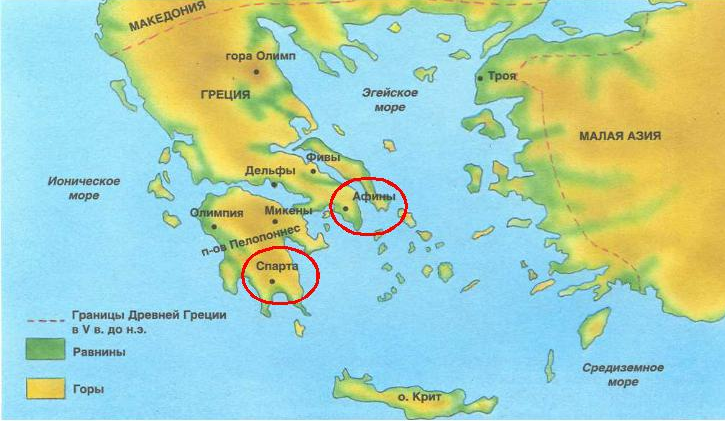 МАКЕДОНИЯ
гора Олимп
Эгейское
море
Троя
ГРЕЦИЯ
МАЛАЯ АЗИЯ
Фивы
Дельфы
Ионическое
море
Афины
Олимпия
Микены
п-ов Пелопоннес
Спарта
Границы Древней Греции
в V в. до н.э.
Равнины
Средиземное
море
Горы
о. Крит